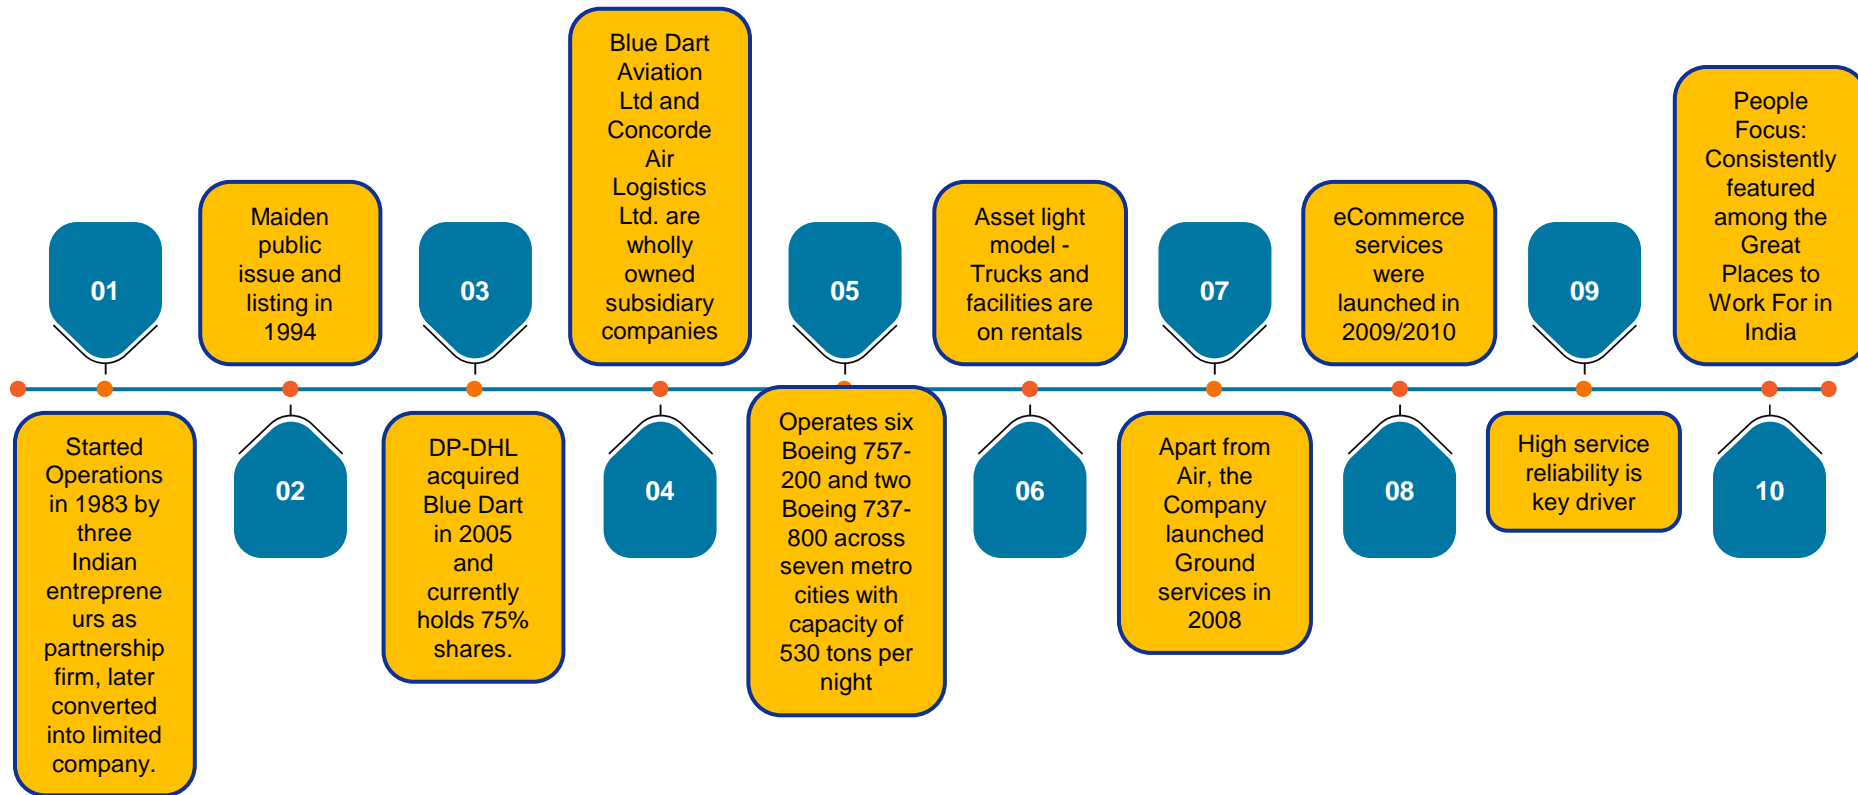 01
Started
Operations
in 1983 by
three
Indian
entreprene
urs as
partnership
firm, later
converted
into limited
company.
02
Maiden
public
issue and
listing in
1994
03
DP-DHL
acquired
Blue Dart
in 2005
and
currently
holds 75%
shares.
04
Blue Dart
Aviation
Ltd and
Concorde
Air
Logistics
Ltd. are
wholly
owned
subsidiary
companies
05
Operates six
Boeing 757-
200 and two
Boeing 737-
800 across
seven metro
cities with
capacity of
530 tons per
night
06
Asset light
model -
Trucks and
facilities are
on rentals
07
Apart from
Air, the
Company
launched
Ground
services in
2008
08
eCommerce
services
were
launched in
2009/2010
09
High service
reliability is
key driver
10
People
Focus:
Consistently
featured
among the
Great
Places to
Work For in
India